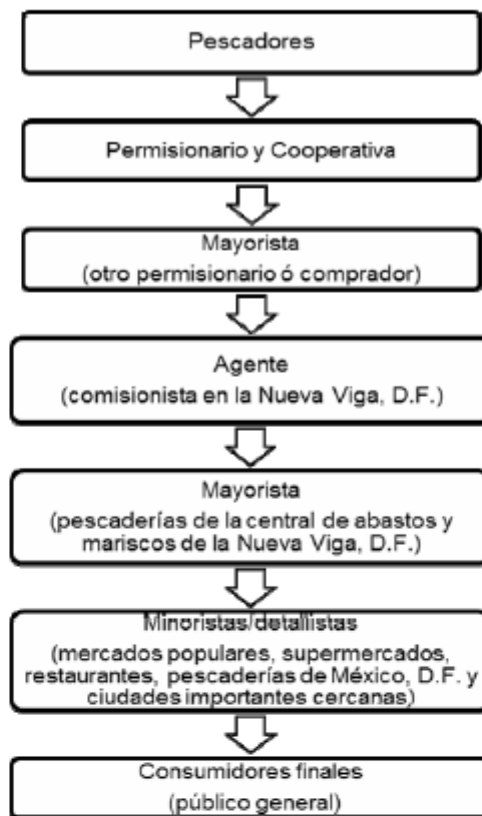 Pescadores
Permisionario y Cooperativa
Mayorista
(otro permisionario ó comprador)
Agente
(comisionista en la Nueva Viga, D.F.)
Mayorista
(pescaderías de la central de abastos y
mariscos de la Nueva Viga, D.F.)
Minoristas/detallistas
(mercados populares, supermercados,
restaurantes, pescaderías de México, D.F. y
ciudades importantes cercanas)
Consumidores finales
(público general)